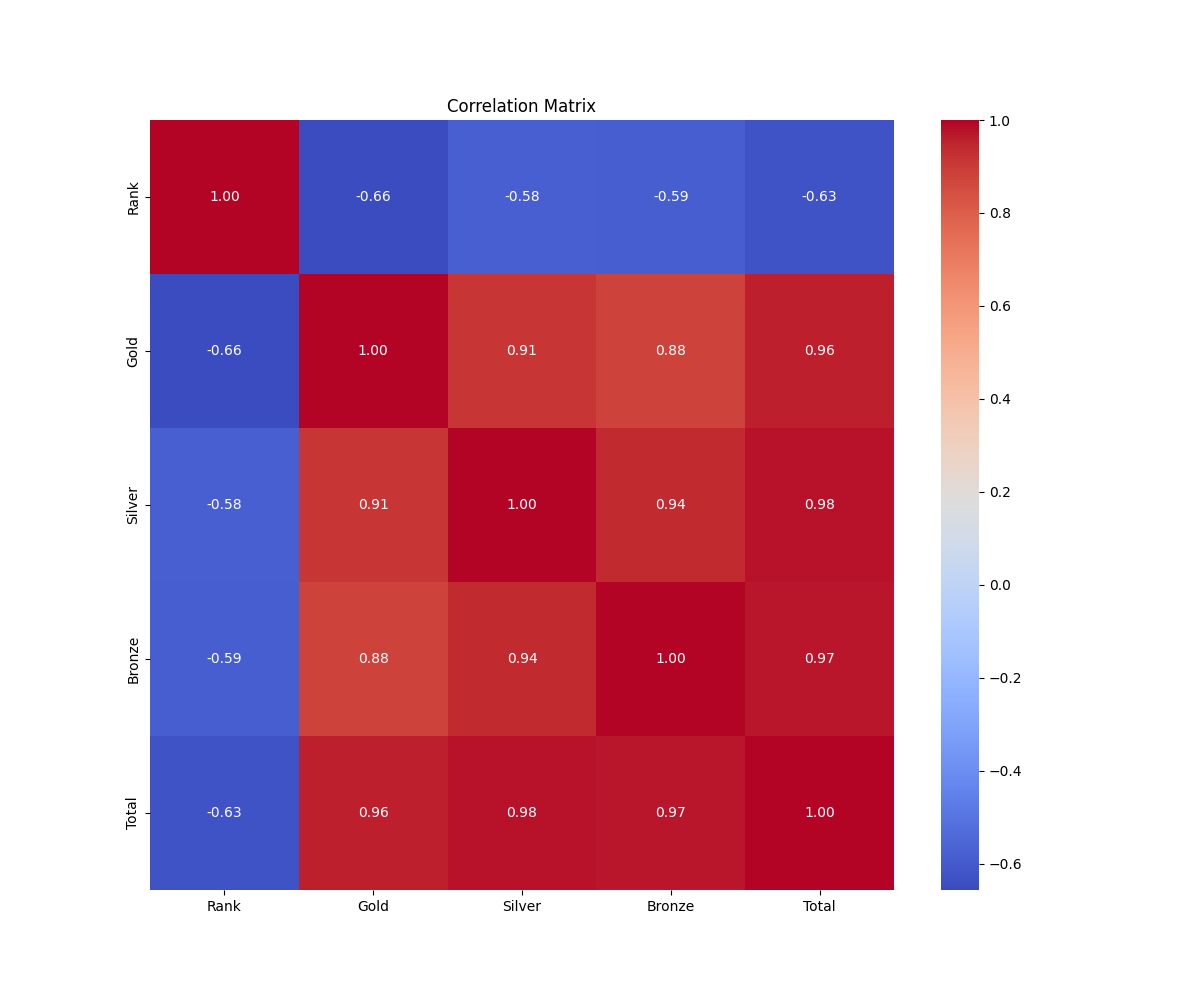 Correlation Matrix
Rank 1.00 -0.66 -0.58 -0.59 -0.63
Gold -0.66 1.00 0.91 0.88 0.96
Silver -0.58 0.91 1.00 0.94 0.98
Bronze -0.59 0.88 0.94 1.00 0.97
Total -0.63 0.96 0.98 0.97 1.00
Rank Gold Silver Bronze Total
1.0
0.8
0.6
0.4
0.2
0.0
−0.2
−0.4
−0.6